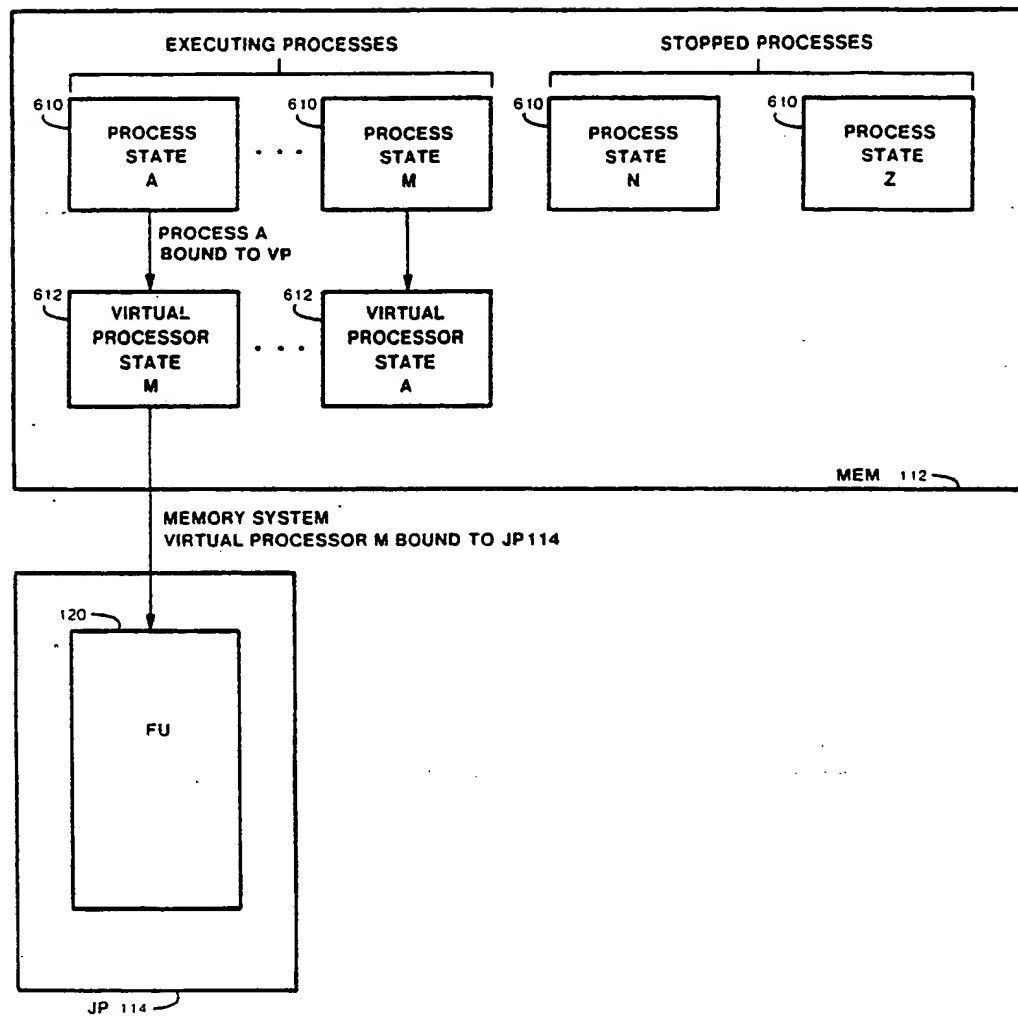 EXECUTING PROCESSES
STOPPED PROCESSES
610
PROCESS
STATE
A
610
PROCESS
STATE
M
610
PROCESS
STATE
N
610
PROCESS
STATE
Z
PROCESS A
BOUND TO VP
612
VIRTUAL
PROCESSOR
STATE
M
612
VIRTUAL
PROCESSOR
STATE
A
MEM 112
MEMORY SYSTEM
VIRTUAL PROCESSOR M BOUND TO JP114
120
FU
JP 114